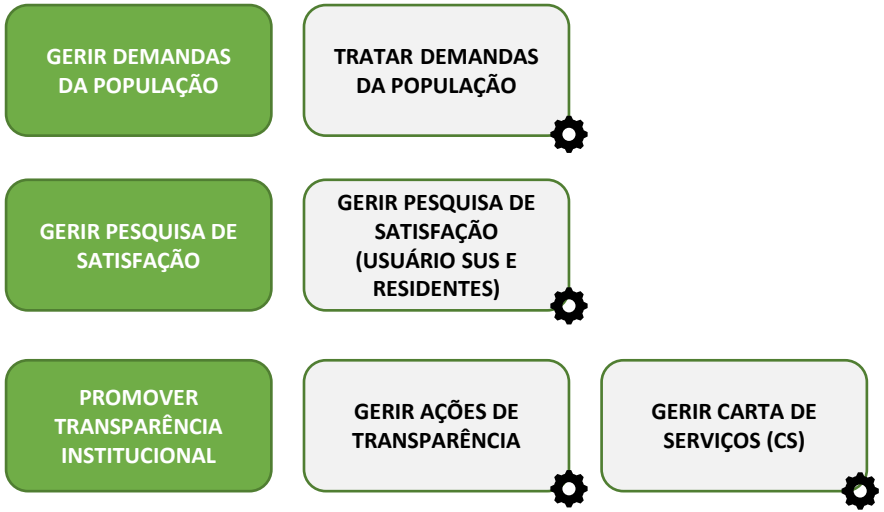 GERIR DEMANDAS
DA POPULAÇÃO
TRATAR DEMANDAS
DA POPULAÇÃO
GERIR PESQUISA DE
SATISFAÇÃO
GERIR PESQUISA DE
SATISFAÇÃO
(USUÁRIO SUS E
RESIDENTES)
PROMOVER
TRANSPARÊNCIA
INSTITUCIONAL
GERIR AÇÕES DE
TRANSPARÊNCIA
GERIR CARTA DE
SERVIÇOS (CS)